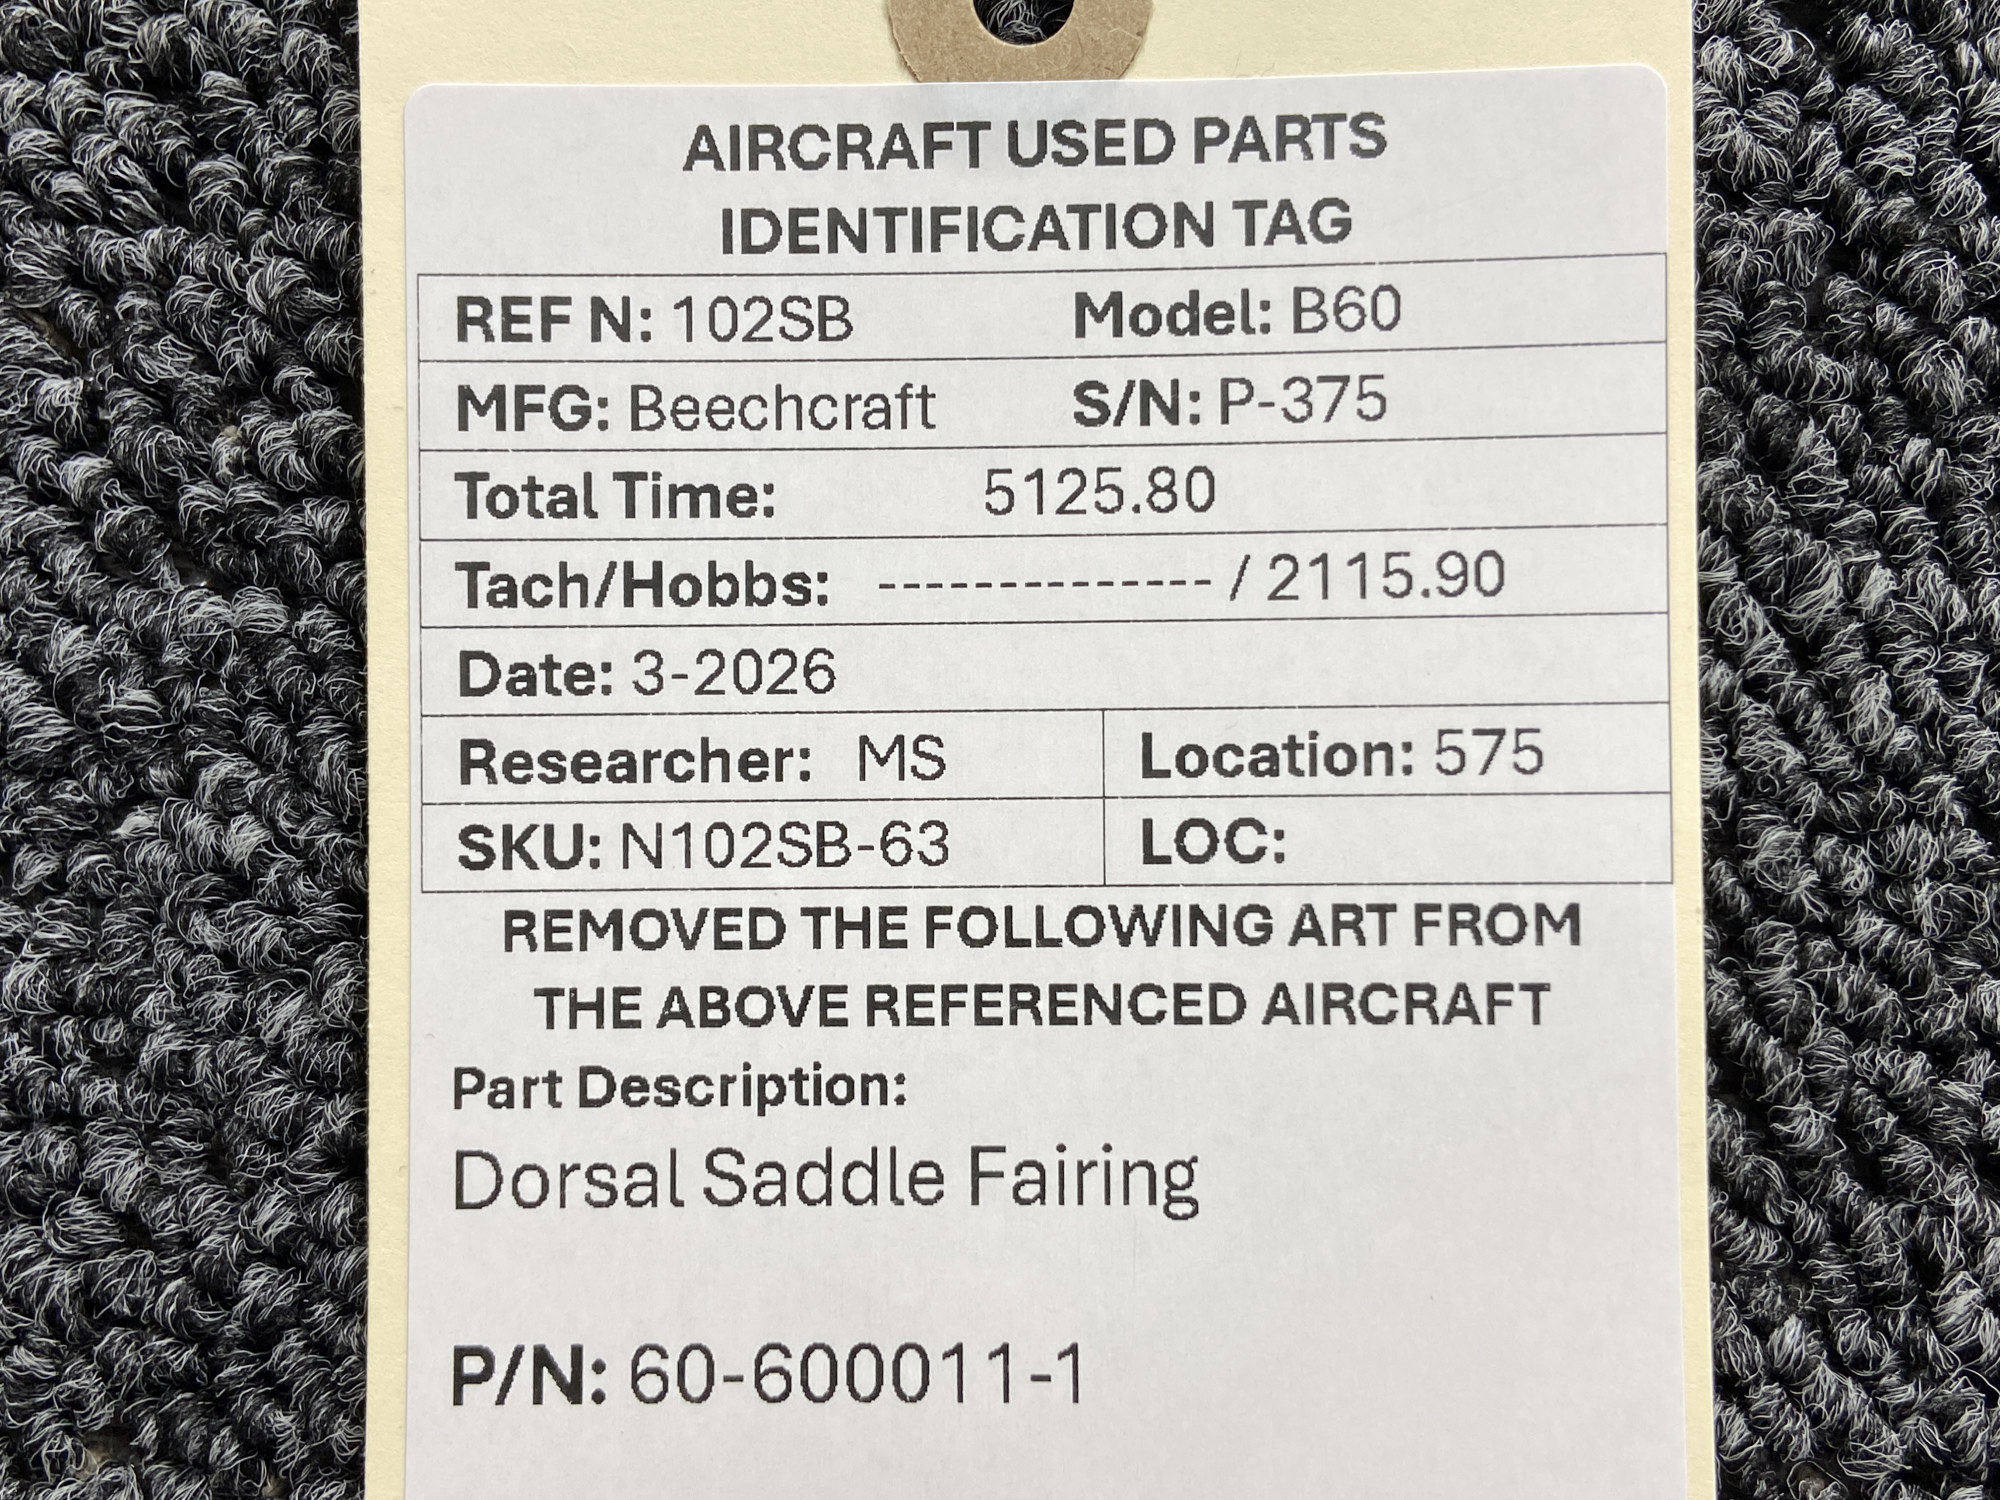 AIRCRAFT USED PARTS
IDENTIFICATION TAG
REF N: 102SB Model: B60
MFG: Beechcraft S/N: P-375
Total Time: 5125.80
Tach/Hobbs: -------------- / 2115.90
Date: 3-2026
Researcher: MS Location: 575
SKU: N102SB-63 LOC:
REMOVED THE FOLLOWING ART FROM
THE ABOVE REFERENCED AIRCRAFT
Part Description:
Dorsal Saddle Fairing
P/N: 60-600011-1